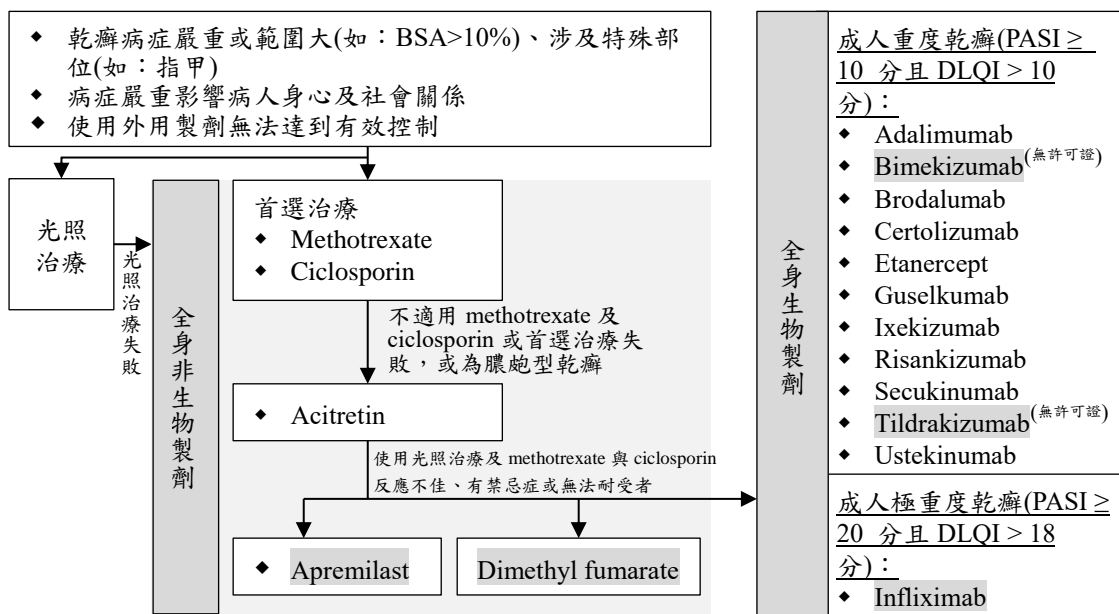 ◆ 乾癬病症嚴重或範圍大(如：BSA>10%)、涉及特殊部
位(如：指甲)
◆ 病症嚴重影響病人身心及社會關係
◆ 使用外用製劑無法達到有效控制
光照
治療
光照治療失敗
全身非生物製劑
首選治療
◆ Methotrexate
◆ Ciclosporin
不適用 methotrexate 及
ciclosporin 或首選治療失
敗，或為膿皰型乾癬
◆ Acitretin
使用光照治療及 methotrexate 與 ciclosporin
反應不佳、有禁忌症或無法耐受者
◆ Apremilast
Dimethyl fumarate
全身生物製劑
成人重度乾癬(PASI ≥
10 分且 DLQI > 10
分)：
◆ Adalimumab
◆ Bimekizumab(無許可證)
◆ Brodalumab
◆ Certolizumab
◆ Etanercept
◆ Guselkumab
◆ Ixekizumab
◆ Risankizumab
◆ Secukinumab
◆ Tildrakizumab(無許可證)
◆ Ustekinumab
成人極重度乾癬(PASI ≥
20 分且 DLQI > 18
分)：
◆ Infliximab